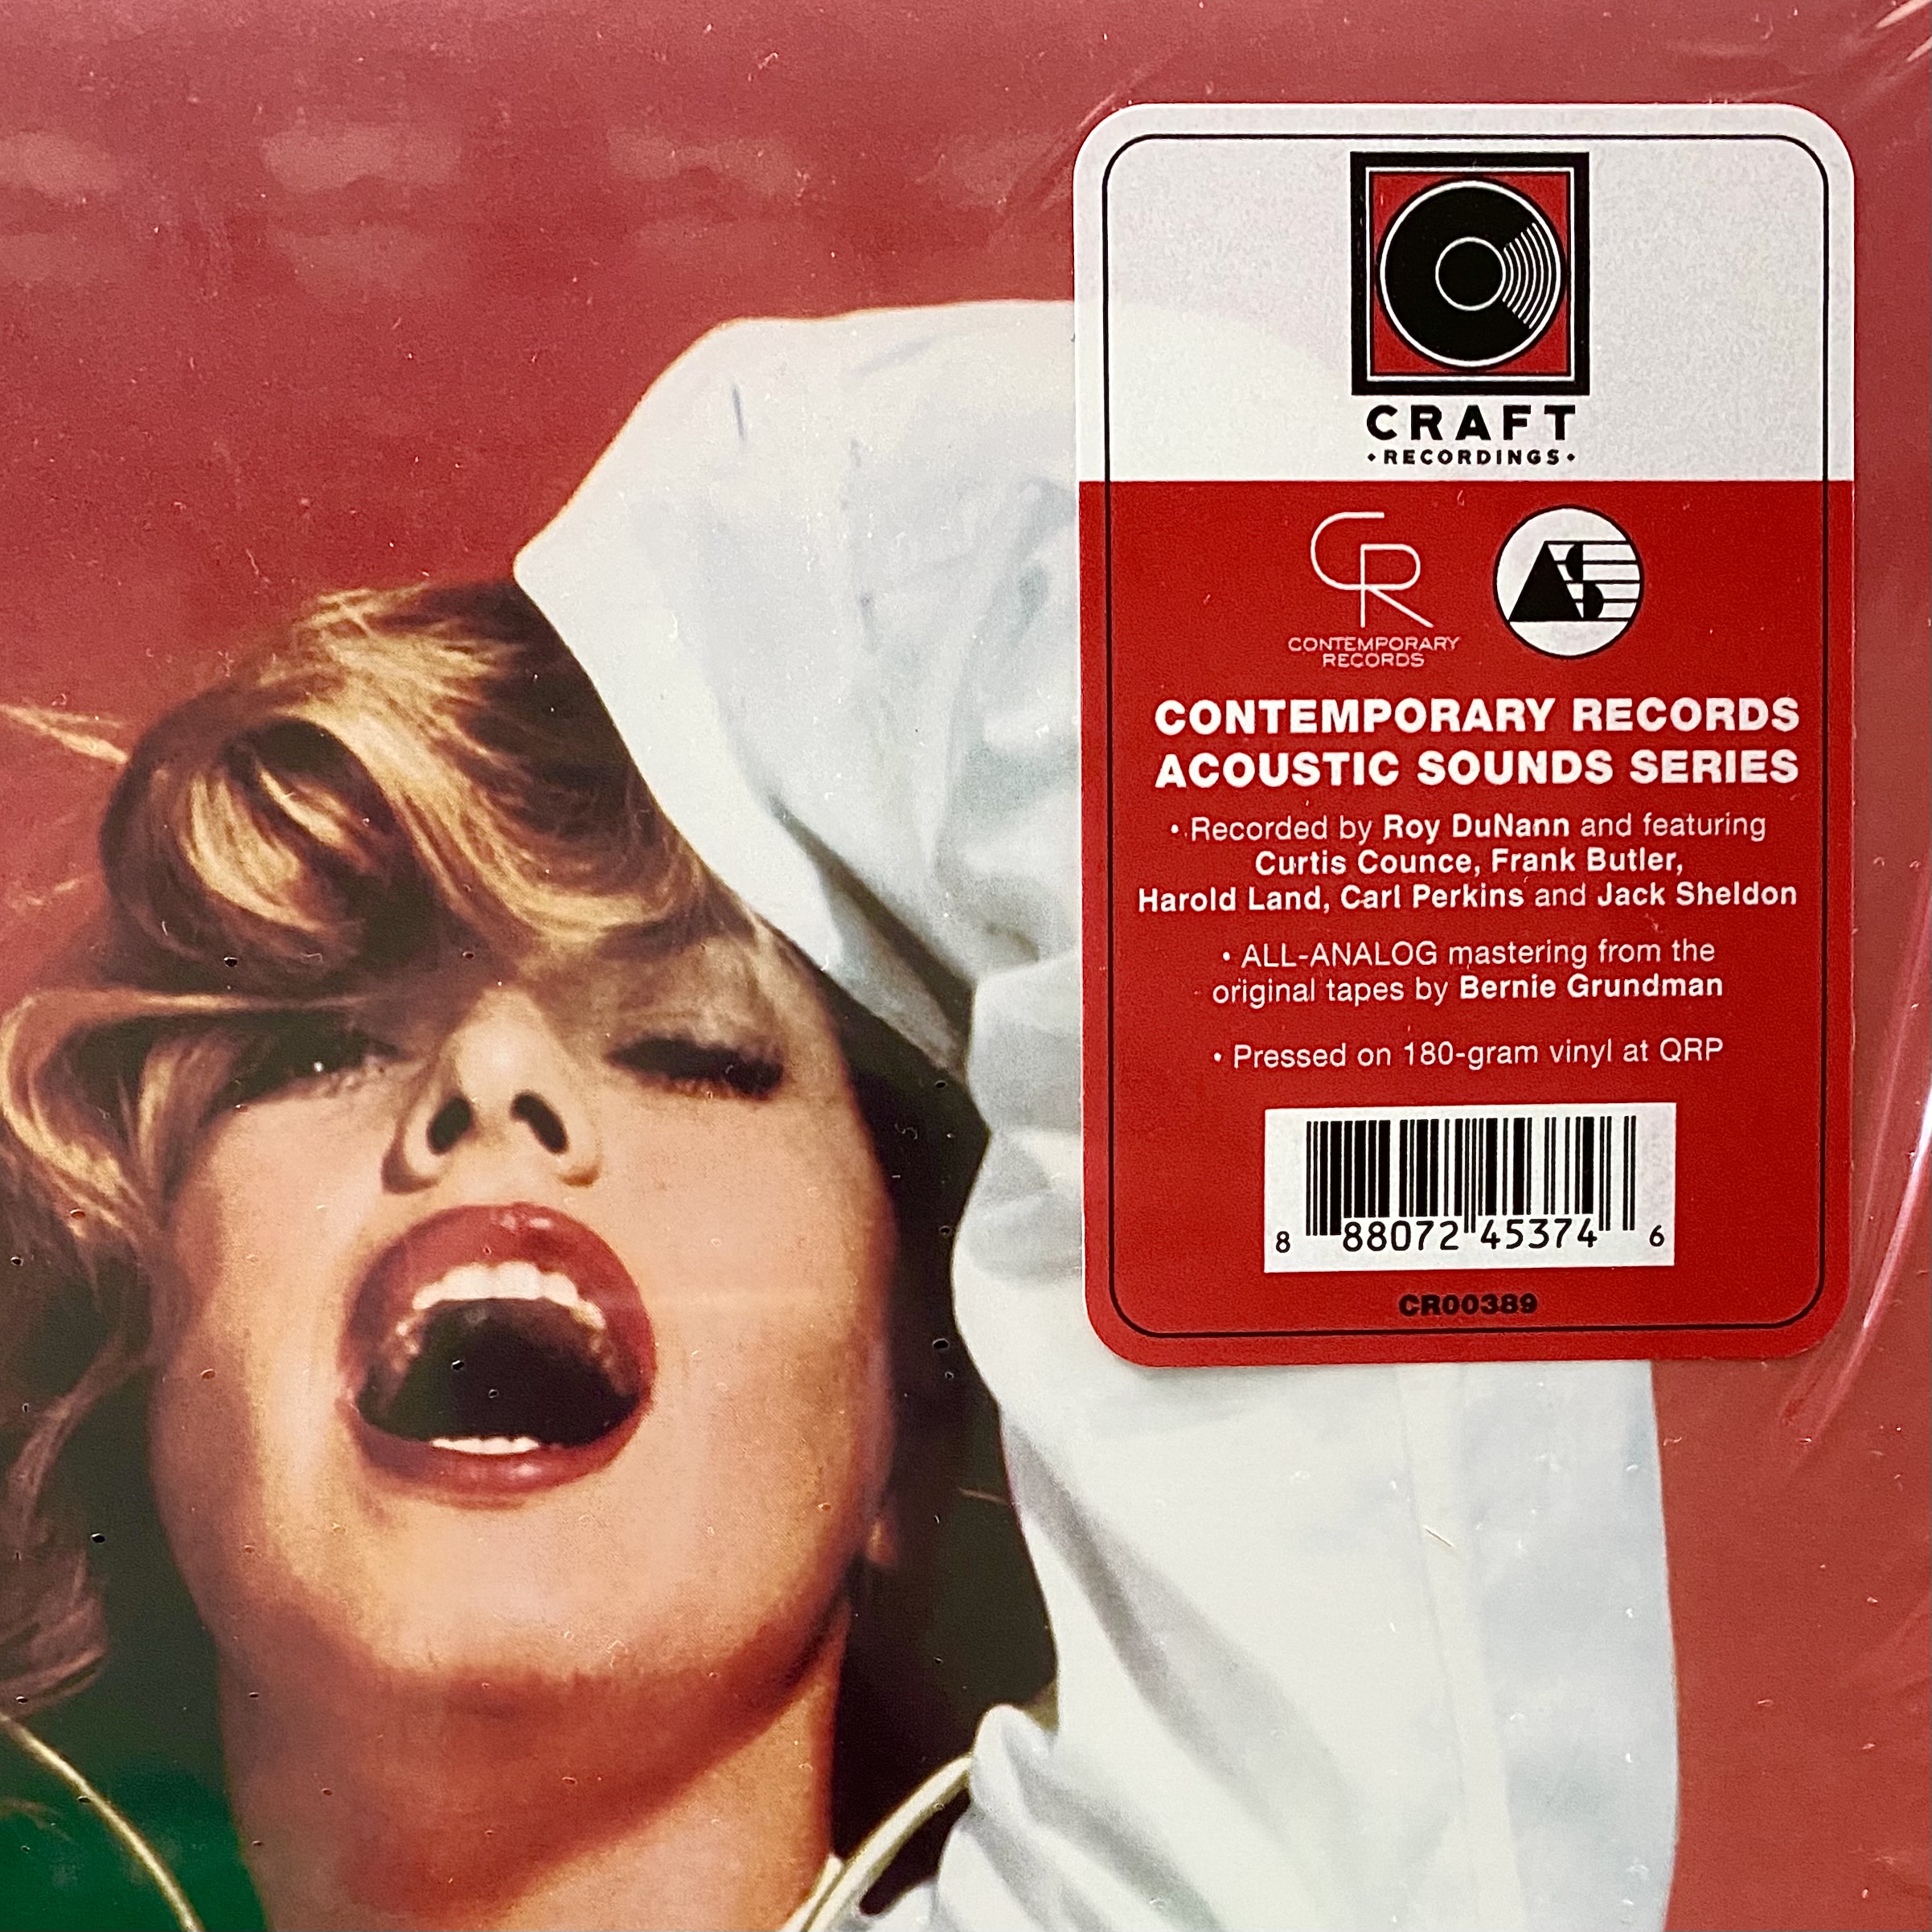 CRAFT
•RECORDINGS•
CR
CONTEMPORARY
RECORDS
AS
CONTEMPORARY RECORDS
ACOUSTIC SOUNDS SERIES
• Recorded by Roy DuNann and featuring
Curtis Counce, Frank Butler,
Harold Land, Carl Perkins and Jack Sheldon
• ALL-ANALOG mastering from the
original tapes by Bernie Grundman
• Pressed on 180-gram vinyl at QRP
8 88072 45374 6
CR00389